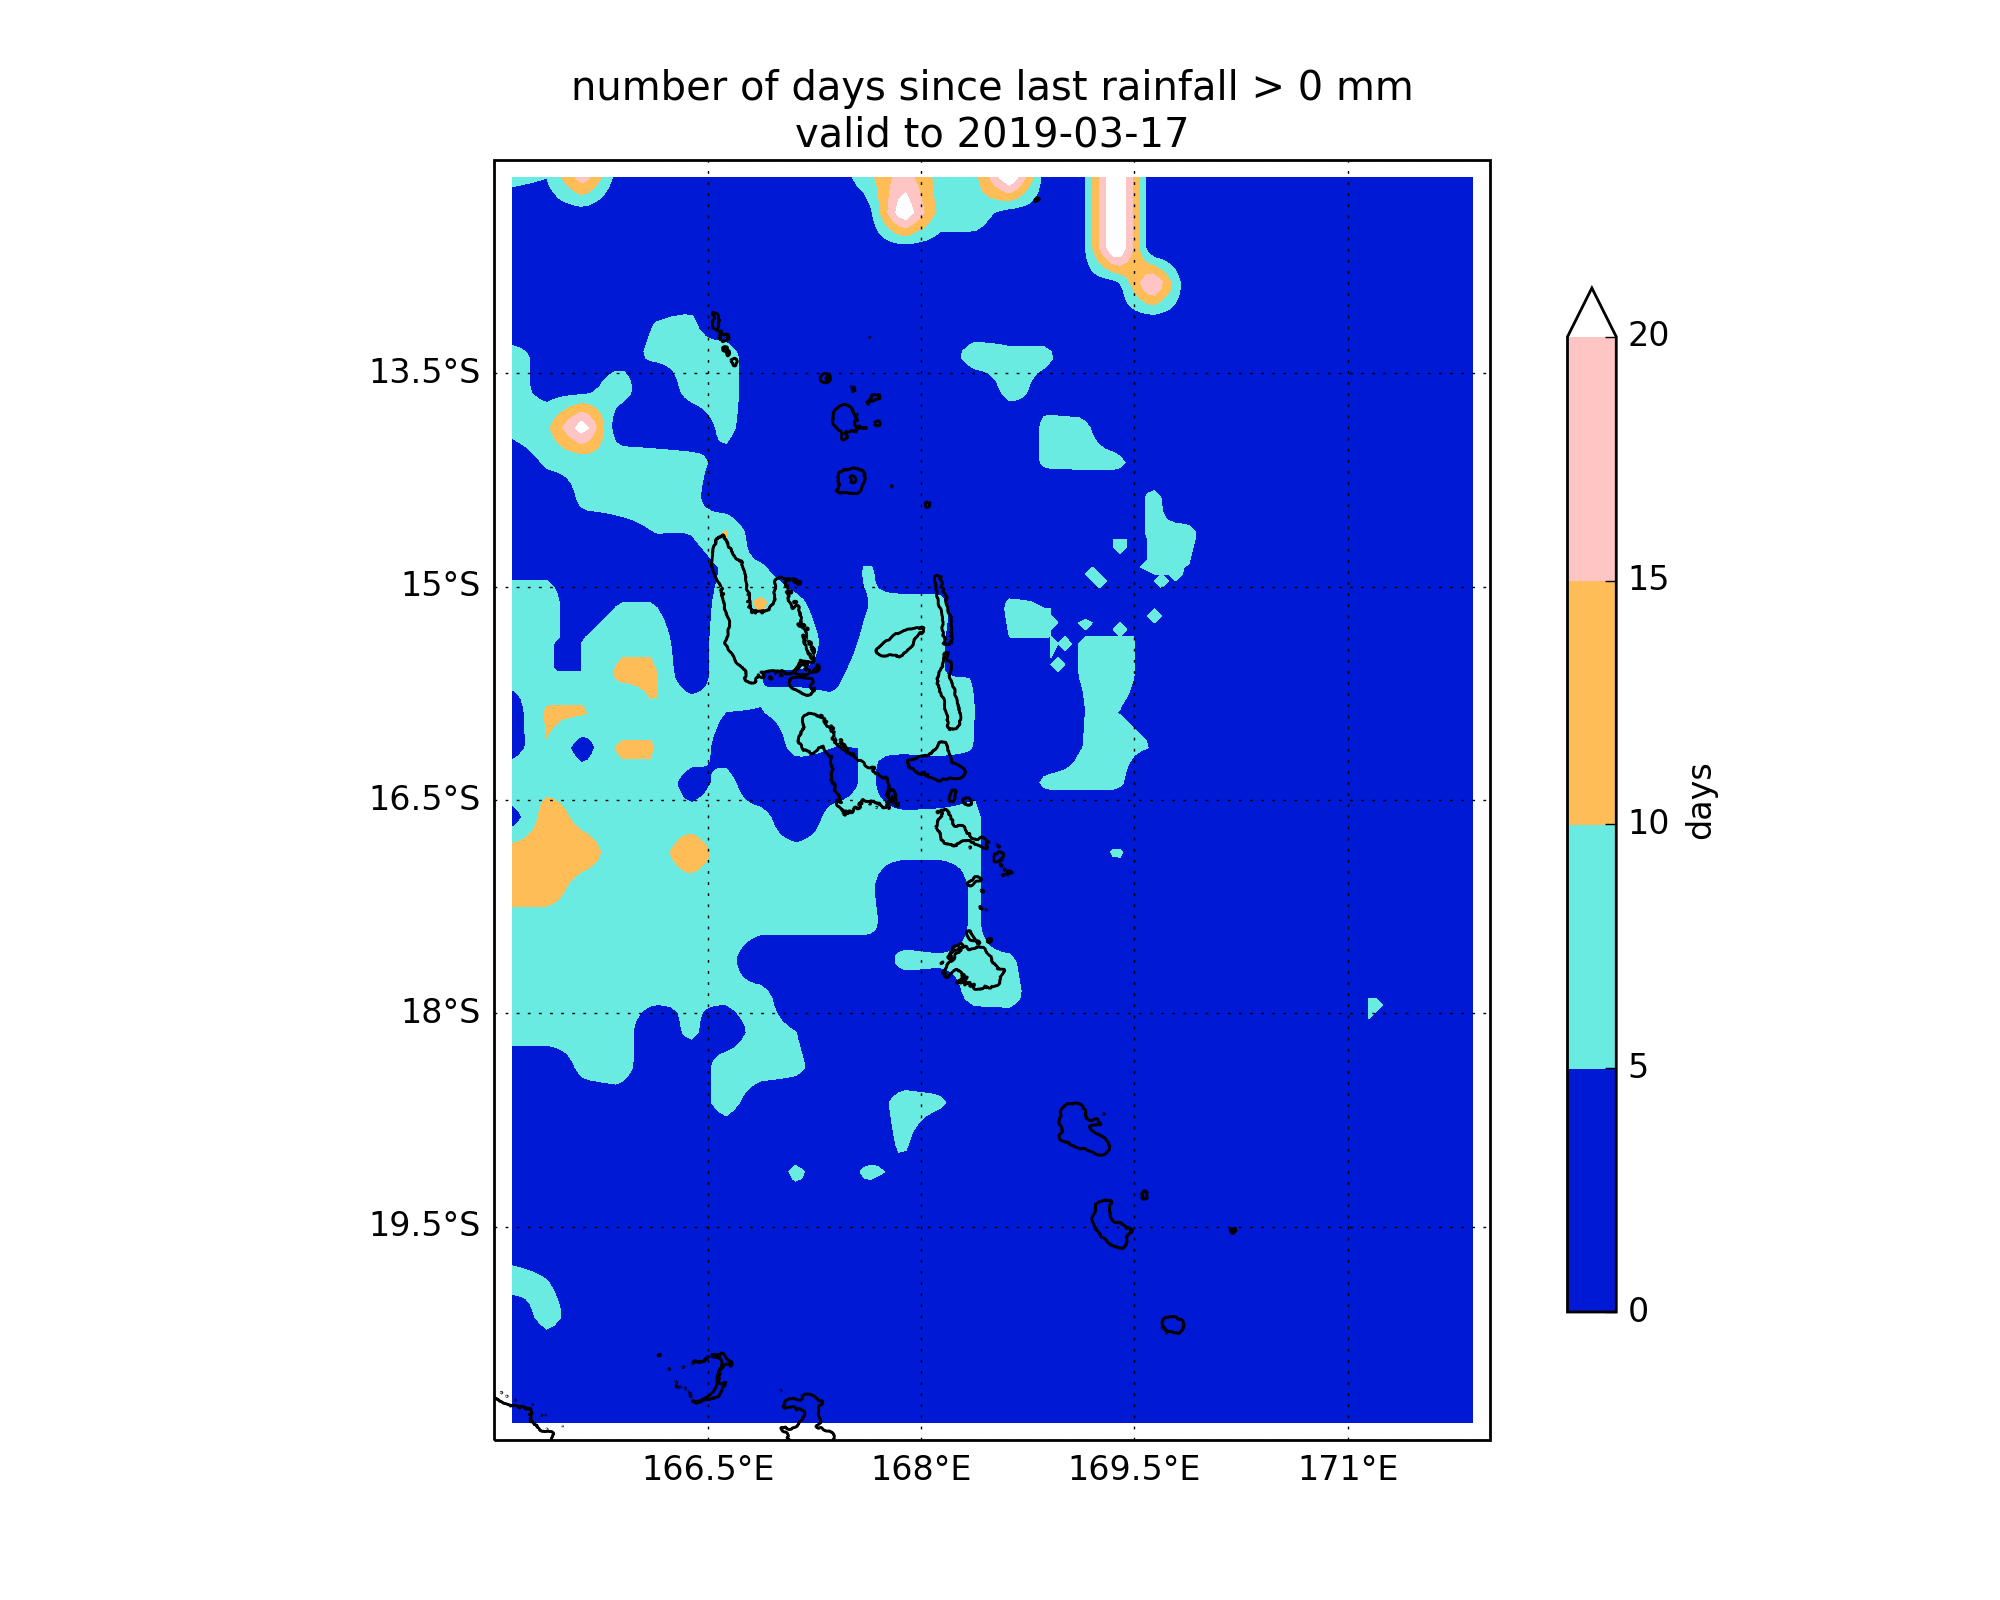 number of days since last rainfall > 0 mm
valid to 2019-03-17
13.5°S
15°S
16.5°S
18°S
19.5°S
166.5°E
168°E
169.5°E
171°E
20
15
10
5
0
days